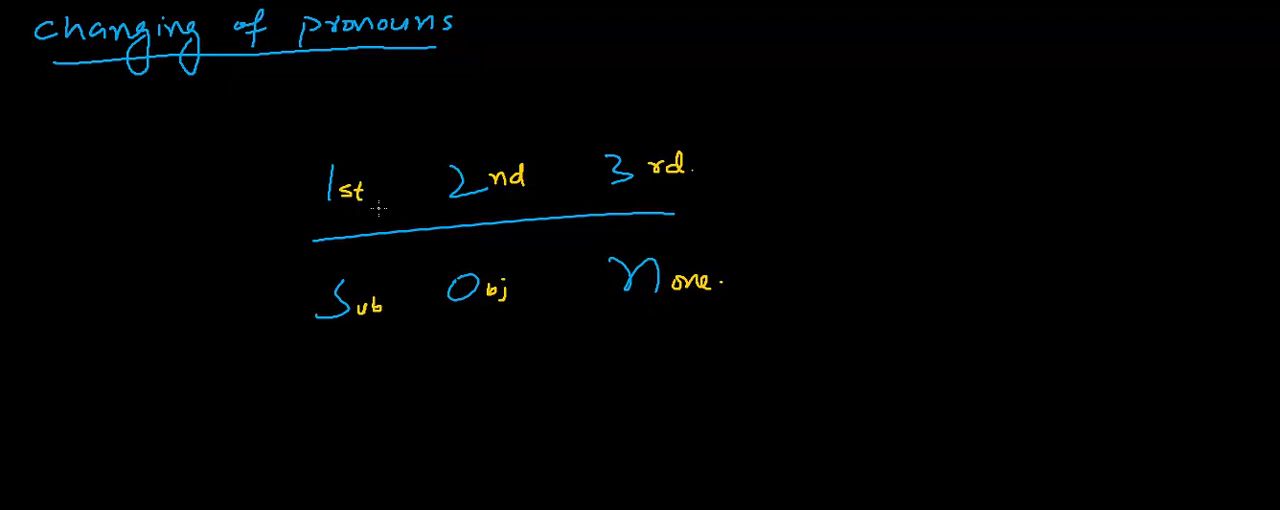 changing of pronouns
1st 2nd 3rd.
Sub Obj None.